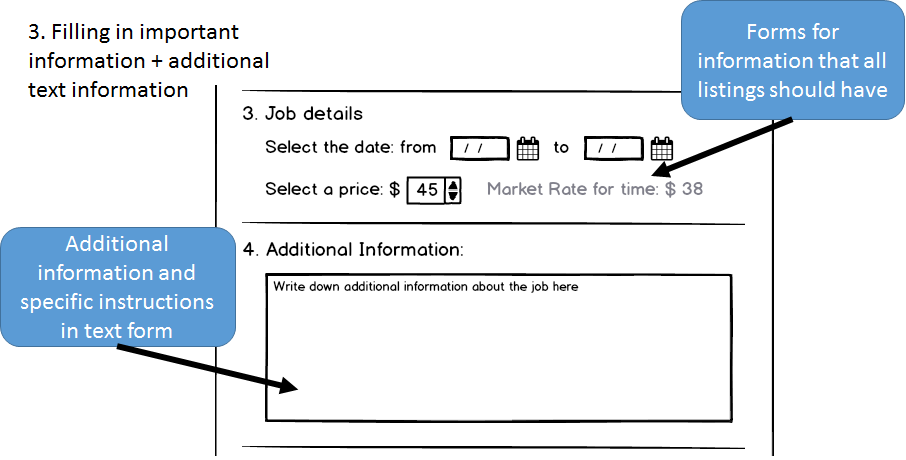 3. Filling in important
information + additional
text information
Forms for
information that all
listings should have
3. Job details
Select the date: from / / to / /
Select a price: $ 45 Market Rate for time: $ 38
Additional
information and
specific instructions
in text form
4. Additional Information:
Write down additional information about the job here